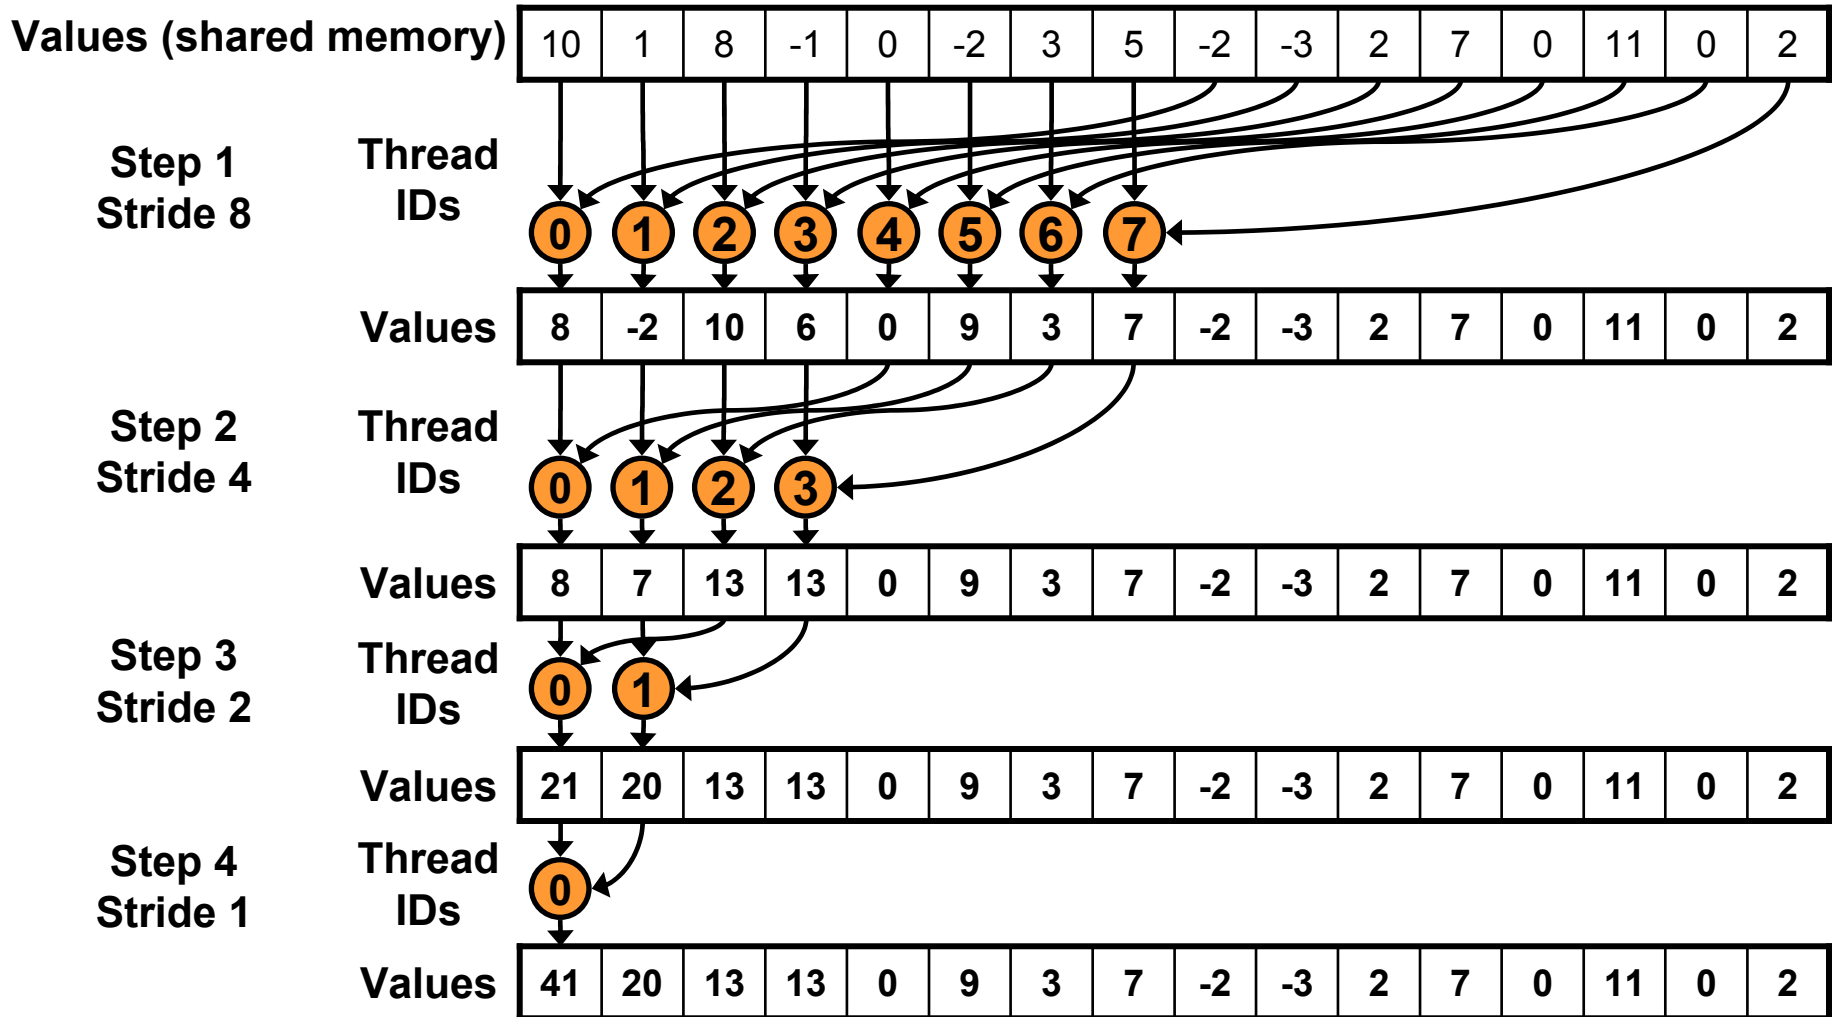 Values (shared memory) 10 1 8 -1 0 -2 3 5 -2 -3 2 7 0 11 0 2
Step 1 Thread
Stride 8 IDs
0 1 2 3 4 5 6 7
Values 8 -2 10 6 0 9 3 7 -2 -3 2 7 0 11 0 2
Step 2 Thread
Stride 4 IDs
0 1 2 3
Values 8 7 13 13 0 9 3 7 -2 -3 2 7 0 11 0 2
Step 3 Thread
Stride 2 IDs
0 1
Values 21 20 13 13 0 9 3 7 -2 -3 2 7 0 11 0 2
Step 4 Thread
Stride 1 IDs
0
Values 41 20 13 13 0 9 3 7 -2 -3 2 7 0 11 0 2